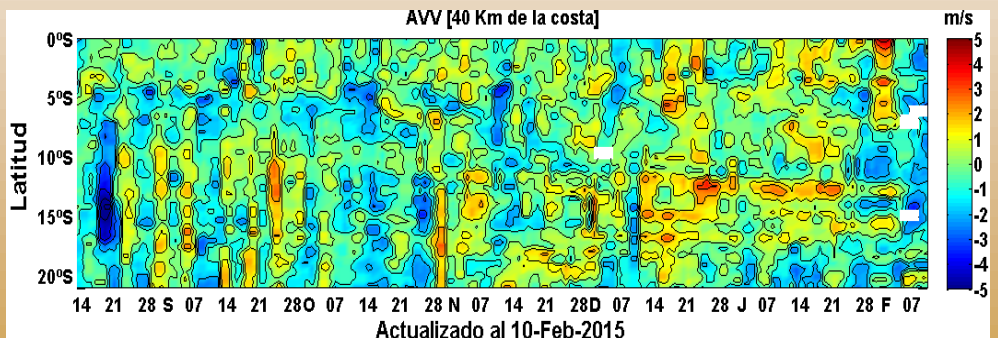 AVV [40 Km de la costa]
m/s
0ºS
5ºS
10ºS
15ºS
20ºS
Latitud
5
4
3
2
1
0
-1
-2
-3
-4
-5
14 21 28 S 07 14 21 28 O 07 14 21 N 07 14 21 28 D 07 14 21 28 J 07 14 21 28 F 07
Actualizado al 10-Feb-2015